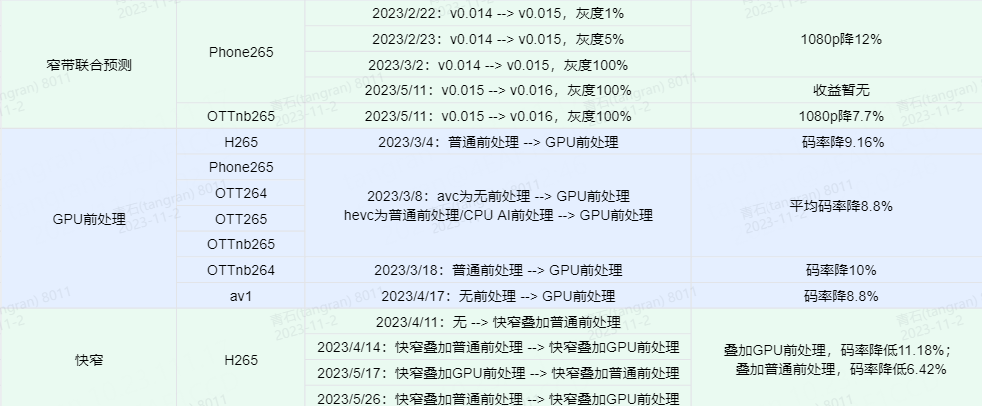 窄带联合预测
Phone265
2023/2/22：v0.014 --> v0.015，灰度1%
2023/2/23：v0.014 --> v0.015，灰度5%
2023/3/2：v0.014 --> v0.015，灰度100%
1080p降12%
2023/5/11：v0.015 --> v0.016，灰度100%
收益暂无
OTTnb265
2023/5/11：v0.015 --> v0.016，灰度100%
1080p降7.7%
GPU前处理
H265
2023/3/4：普通前处理 --> GPU前处理
码率降9.16%
Phone265
OTT264
OTT265
OTTnb265
2023/3/8：avc为无前处理 --> GPU前处理
hevc为普通前处理/CPU AI前处理 --> GPU前处理
平均码率降8.8%
OTTnb264
2023/3/18：普通前处理 --> GPU前处理
码率降10%
av1
2023/4/17：无前处理 --> GPU前处理
码率降8.8%
快窄
H265
2023/4/11：无 --> 快窄叠加普通前处理
2023/4/14：快窄叠加普通前处理 --> 快窄叠加GPU前处理
2023/5/17：快窄叠加GPU前处理 --> 快窄叠加普通前处理
2023/5/26：快窄叠加普通前处理 --> 快窄叠加GPU前处理
叠加GPU前处理，码率降低11.18%；
叠加普通前处理，码率降低6.42%
青石(tangran) 8011
2023-11-2